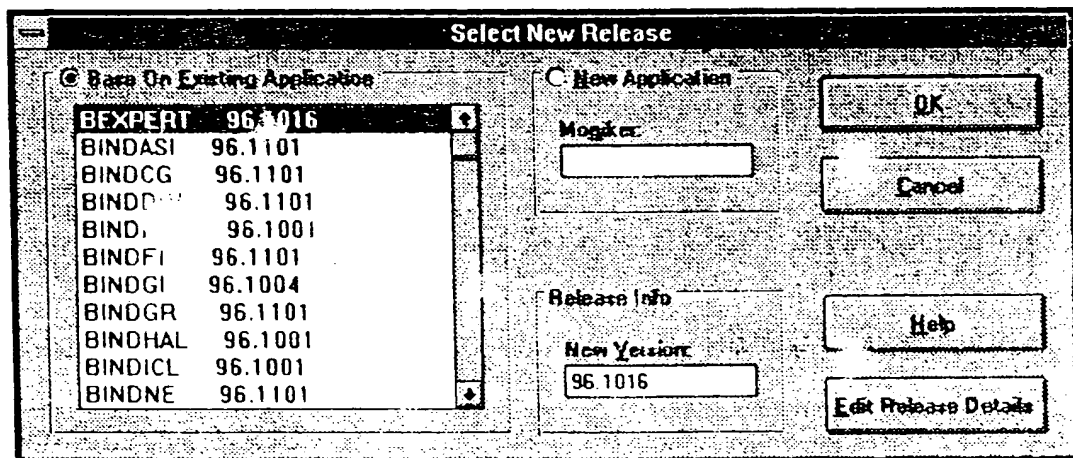 Select New Release
Base On Existing Application
BEXPERT 96.1016
BINDASI 96.1101
BINDCG 96.1101
96.1101
96.1001
96.1101
BINDGI 96.1004
BINDGR 96.1101
BINDHAL 96.1001
BINDICL 96.1001
BINDNE 96.1101
New Application
Moniker:
Release Info
New Version:
96.1016
OK
Cancel
Help
Edit Release Details